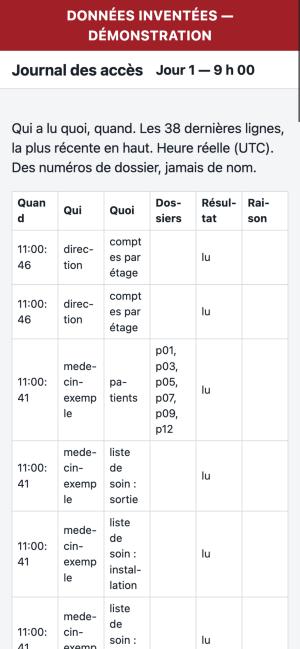 DONNÉES INVENTÉES —
DÉMONSTRATION
Journal des accès Jour 1 — 9 h 00
Qui a lu quoi, quand. Les 38 dernières lignes,
la plus récente en haut. Heure réelle (UTC).
Des numéros de dossier, jamais de nom.
Quan
d
Qui
Quoi
Dos-
siers
Résul-
tat
Rai-
son
11:00:
46
direc-
tion
compt
es par
étage
lu
11:00:
46
direc-
tion
compt
es par
étage
lu
11:00:
41
mede-
cin-
exemp
le
pa-
tients
p01,
p03,
p05,
p07,
p09,
p12
lu
11:00:
41
mede-
cin-
exemp
le
liste
de
soin :
sortie
lu
11:00:
41
mede-
cin-
exemp
le
liste
de
soin :
instal-
lation
lu
11:00:
41
mede-
cin-
exemp
liste
de
soin :
lu